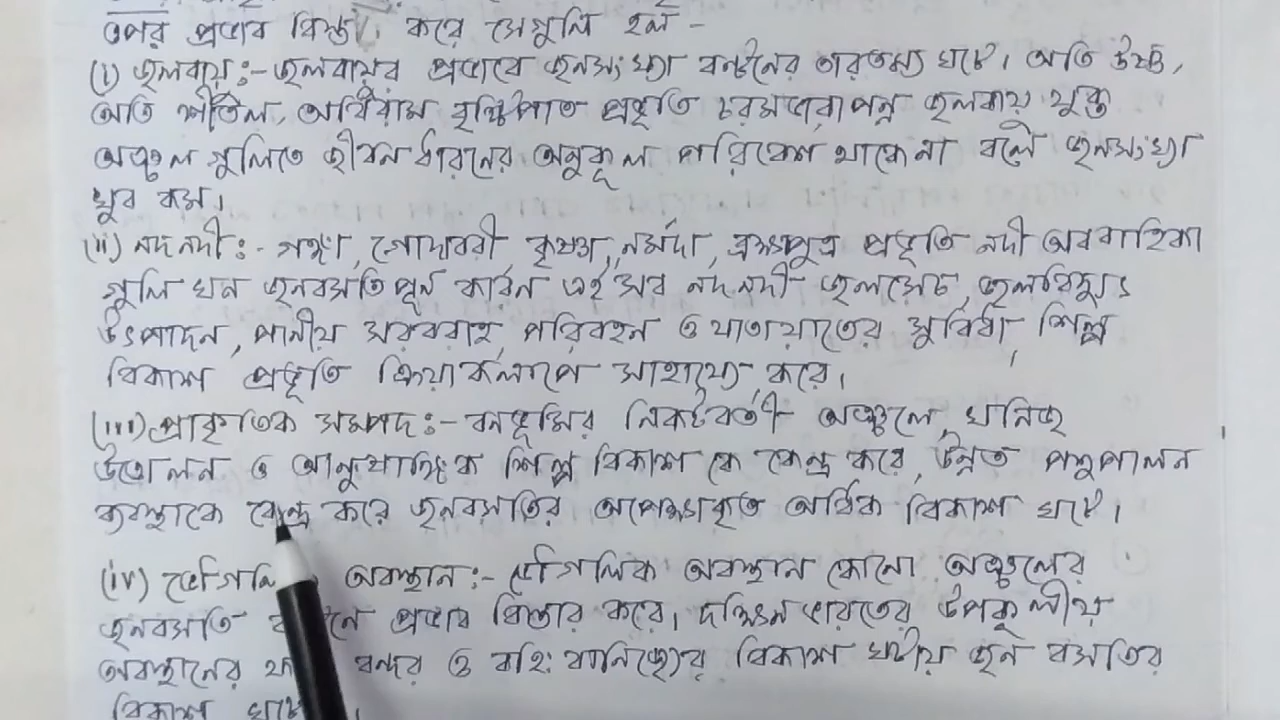 উপর প্রভাব বিস্তার করে সেগুলি হল -
(i) জলবায়ু:- জলবায়ুর প্রভাবে জনসংখ্যা বণ্টনের তারতম্য ঘটে। অতি উষ্ণ,
অতি শীতল, অবিরাম বৃষ্টিপাত প্রভৃতি চরমভাবাপন্ন জলবায়ু যুক্ত
অঞ্চল গুলিতে জীবন ধারনের অনুকূল পরিবেশ থাকেনা বলে জনসংখ্যা
খুব কম।
(ii) নদনদী:- গঙ্গা, গোদাবরী, কৃষ্ণা, নর্মদা, ব্রহ্মপুত্র প্রভৃতি নদী অববাহিকা
গুলি ঘন জনবসতি পূর্ন কারন এই সব নদনদী জলসেচ, জলবিদ্যুৎ
উৎপাদন, পানীয় সরবরাহ, পরিবহন ও যাতায়াতের সুবিধা, শিল্প
বিকাশ প্রভৃতি ক্রিয়াকলাপে সাহায্যে করে।
(iii) প্রাকৃতিক সম্পদ:- বনভূমির নিকটবর্তী অঞ্চলে, খনিজ
উত্তোলন ও আনুষাঙ্গিক শিল্প বিকাশ কে কেন্দ্র করে, উন্নত পশুপালন
ব্যবস্থাকে কেন্দ্র করে জনবসতির অপেক্ষাকৃত অধিক বিকাশ ঘটে।
(iv) অবস্থান:- ভৌগলিক অবস্থান কোনো অঞ্চলের
জনবসতি প্রভাব বিস্তার করে। দক্ষিণ ভারতের উপকূলীয়
অবস্থানের বন্দর ও বহিঃ বানিজ্যের বিকাশ ঘটায় জন বসতির
বিকাশ ঘটে।